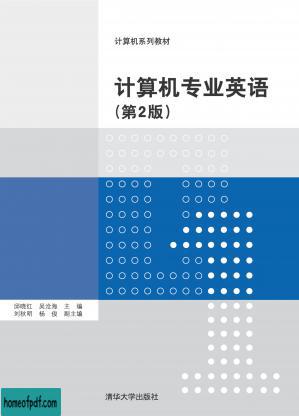 计算机系列教材
计算机专业英语
(第2版)
邱晓红 吴沧海 主 编
刘秋明 杨 俊 副主编
清华大学出版社
homeofpdf.com